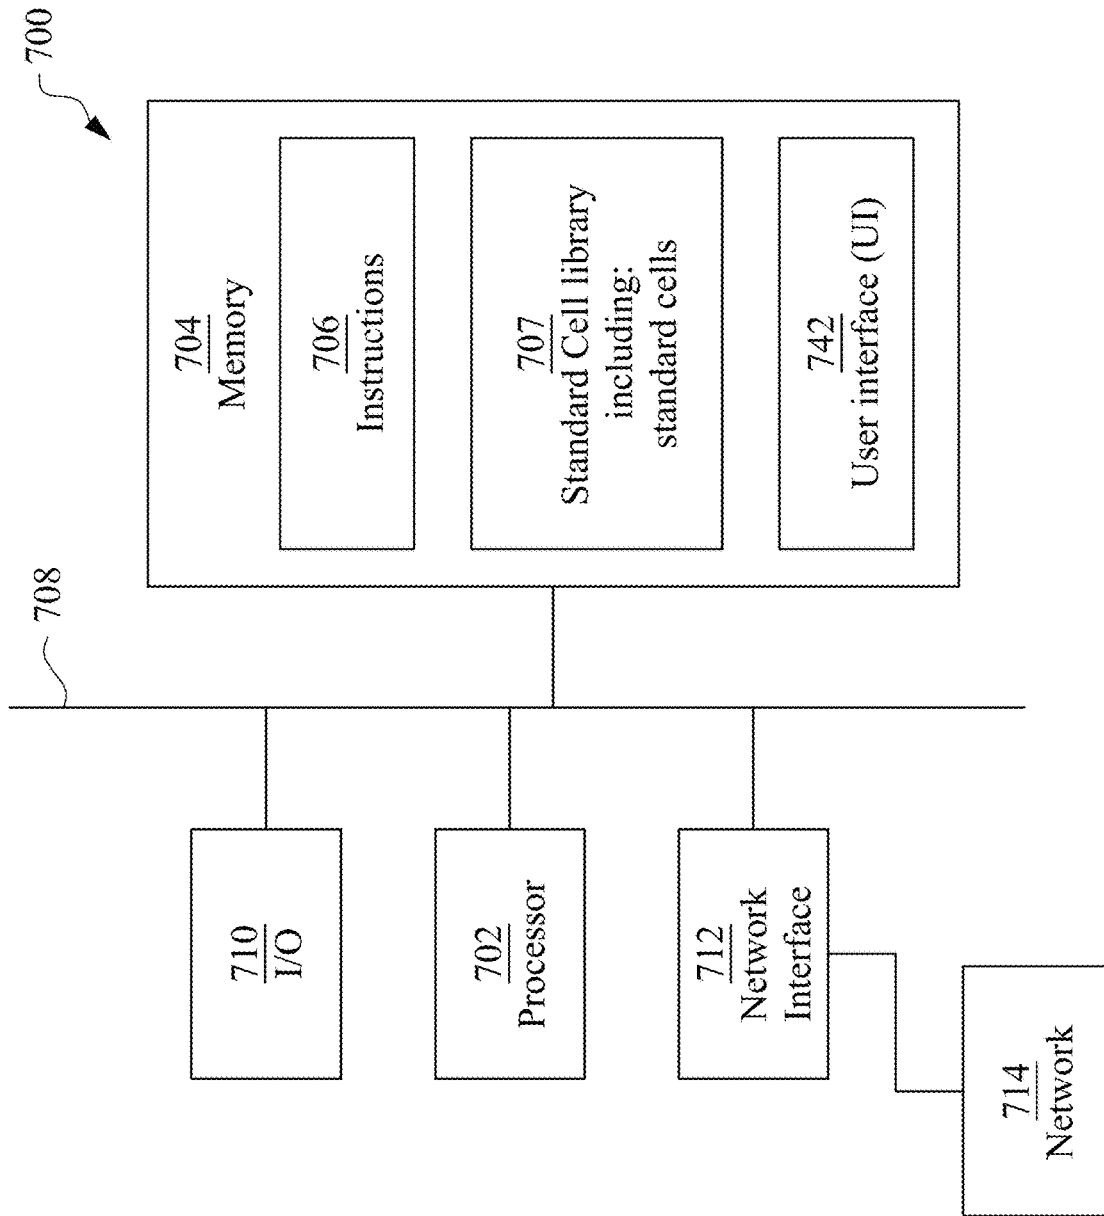 700
708
704
Memory
710
I/O
706
Instructions
702
Processor
707
Standard Cell library
including:
standard cells
712
Network
Interface
742
User interface (UI)
714
Network